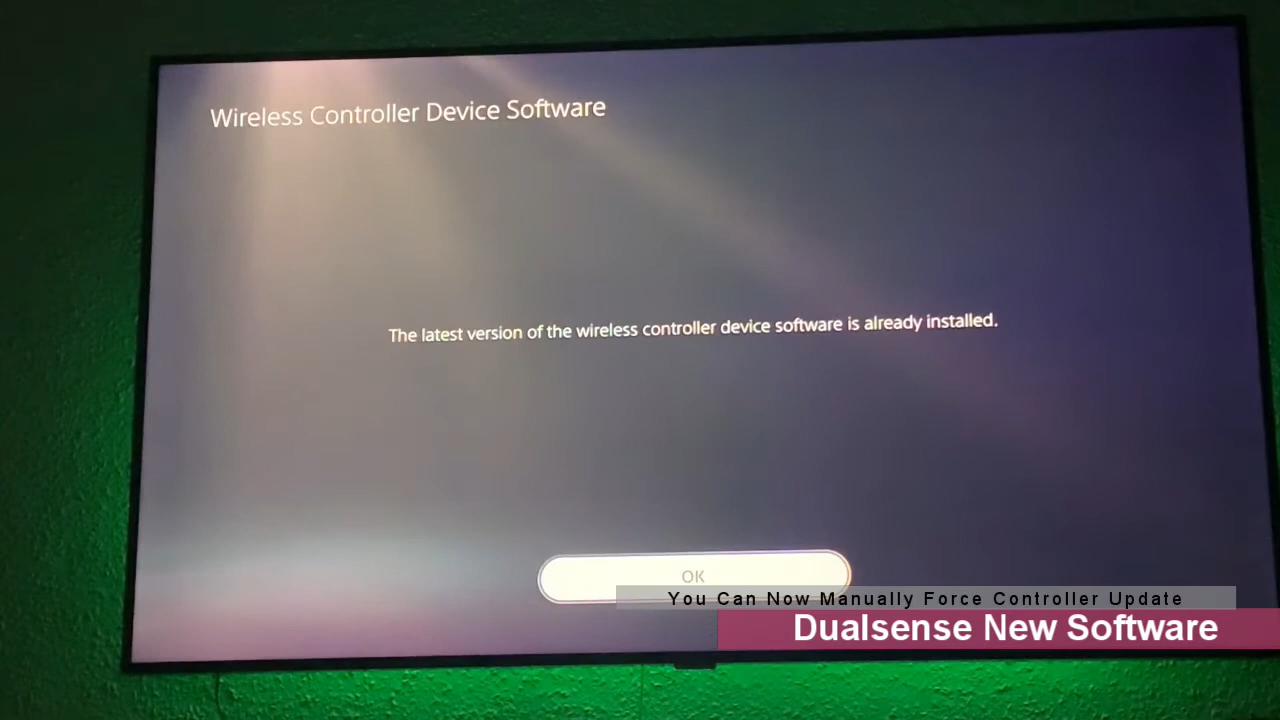 Wireless Controller Device Software
The latest version of the wireless controller device software is already installed.
OK
You Can Now Manually Force Controller Update
Dualsense New Software